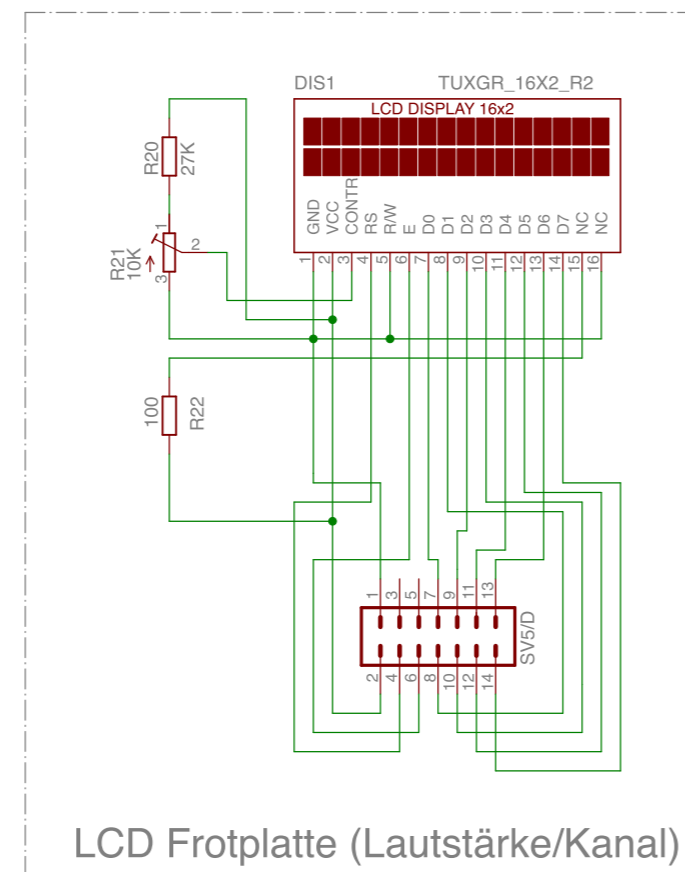 DIS1 TUXGR_16X2_R2
LCD DISPLAY 16x2
R20
27K
R21
10K
1
2
3
GND
VCC
CONTR
RS
R/W
E
D0
D1
D2
D3
D4
D5
D6
D7
NC
NC
1
2
3
4
5
6
7
8
9
10
11
12
13
14
15
16
100
R22
1
3
5
7
9
11
13
SV5/D
2
4
6
8
10
12
14
LCD Frotplatte (Lautstärke/Kanal)